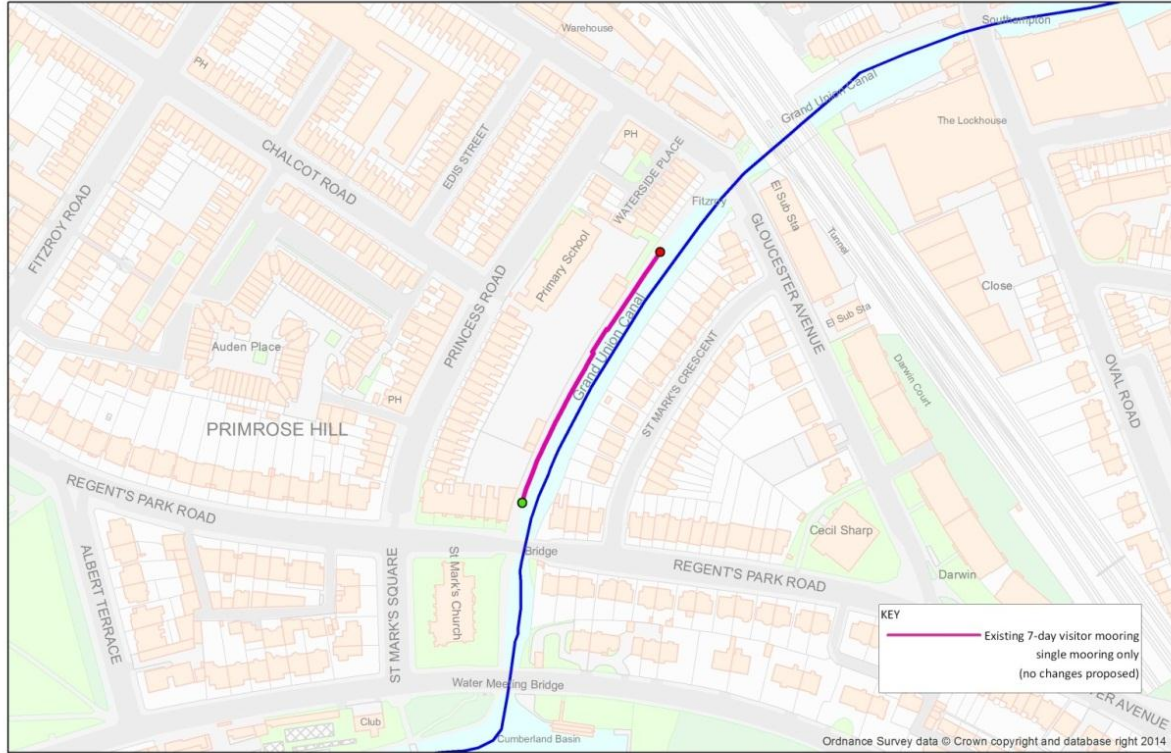 Southampton
Warehouse
PH
Grand Union Canal
The Lockhouse
PH
EDIS STREET
WATERSIDE PLACE
CHALCOT ROAD
Fitzroy
El Sub Sta
FITZROY ROAD
GLOUCESTER AVENUE
Tunnel
Primary School
PRINCESS ROAD
Close
El Sub Sta
Auden Place
Grand Union Canal
ST MARK'S CRESCENT
Darwin Court
OVAL ROAD
PH
PRIMROSE HILL
REGENT'S PARK ROAD
Cecil Sharp
Bridge
REGENT'S PARK ROAD
Darwin
ALBERT TERRACE
ST MARK'S SQUARE
St Mark's Church
KEY
Existing 7-day visitor mooring
single mooring only
(no changes proposed)
Water Meeting Bridge
AVENUE
Club
Cumberland Basin
Ordnance Survey data © Crown copyright and database right 2014